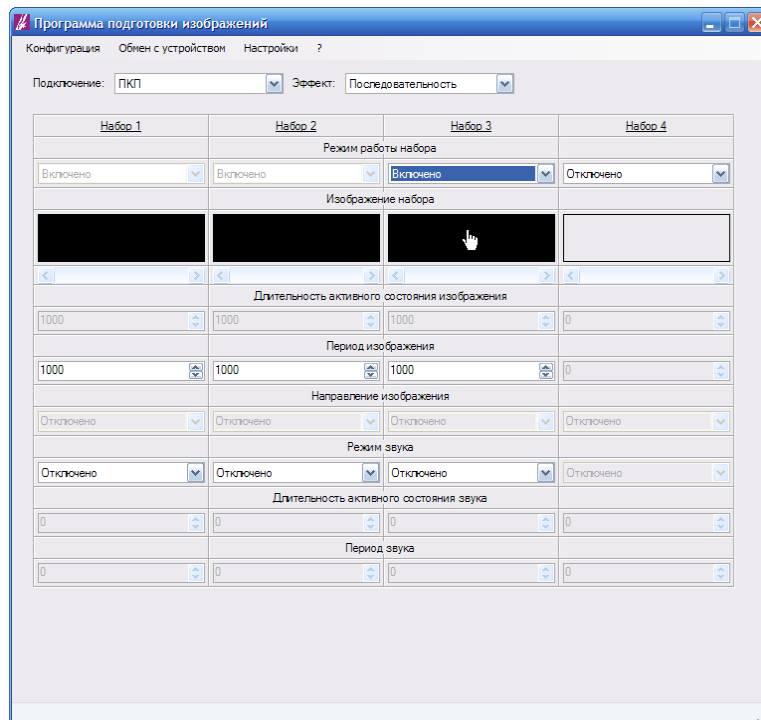 Программа подготовки изображений
Конфигурация Обмен с устройством Настройки ?
Подключение: ПКП Эффект: Последовательность
Набор 1 Набор 2 Набор 3 Набор 4
Режим работы набора
Включено Включено Включено Отключено
Изображение набора
Длительность активного состояния изображения
1000 1000 1000 0
Период изображения
1000 1000 1000 0
Направление изображения
Отключено Отключено Отключено Отключено
Режим звука
Отключено Отключено Отключено Отключено
Длительность активного состояния звука
0 0 0 0
Период звука
0 0 0 0